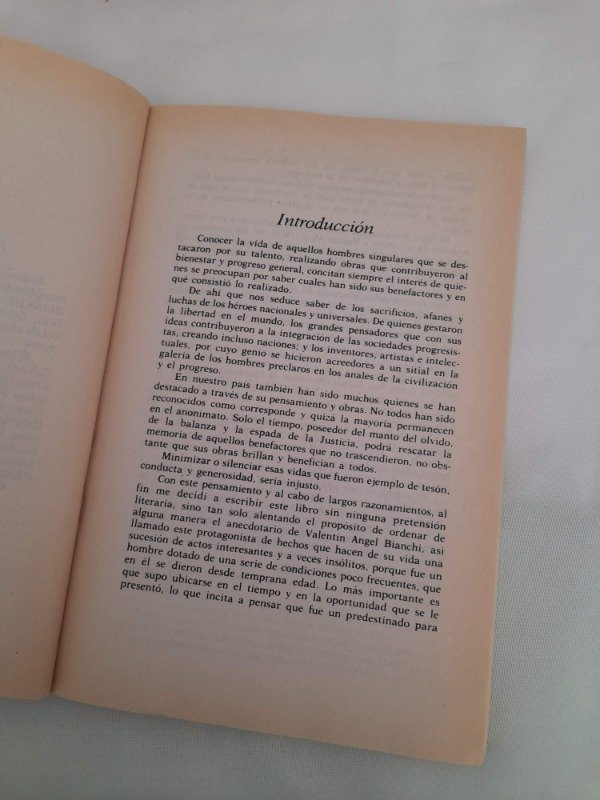 Introducción
Conocer la vida de aquellos hombres singulares que se des-
tacaron por su talento, realizando obras que contribuyeron al
bienestar y progreso general, concitan siempre el interés de quie-
nes se preocupan por saber cuales han sido sus benefactores y en
qué consistió lo realizado.
De ahí que nos seduce saber de los sacrificios, afanes y
luchas de los héroes nacionales y universales. De quienes gestaron
la libertad en el mundo, los grandes pensadores que con sus
ideas contribuyeron a la integración de las sociedades progresis-
tas, creando incluso naciones; y los inventores, artistas e intelec-
tuales, por cuyo genio se hicieron acreedores a un sitial en la
galería de los hombres preclaros en los anales de la civilización
y el progreso.
En nuestro país también han sido muchos quienes se han
destacado a través de su pensamiento y obras. No todos han sido
reconocidos como corresponde y quizá la mayoría permanecen
en el anonimato. Solo el tiempo, poseedor del manto del olvido,
de la balanza y la espada de la Justicia, podrá rescatar la
memoria de aquellos benefactores que no trascendieron, no obs-
tante que sus obras brillan y benefician a todos.
Minimizar o silenciar esas vidas que fueron ejemplo de tesón,
conducta y generosidad, sería injusto.
Con este pensamiento y al cabo de largos razonamientos, al
fin me decidí a escribir este libro sin ninguna pretensión
literaria, sino tan solo alentando el proposito de ordenar de
alguna manera el anecdotario de Valentin Angel Bianchi, asi
llamado este protagonista de hechos que hacen de su vida una
sucesión de actos interesantes y a veces insólitos, porque fue un
hombre dotado de una serie de condiciones poco frecuentes, que
en él se dieron desde temprana edad. Lo más importante es
que supo ubicarse en el tiempo y en la oportunidad que se le
presentó, lo que incita a pensar que fue un predestinado para